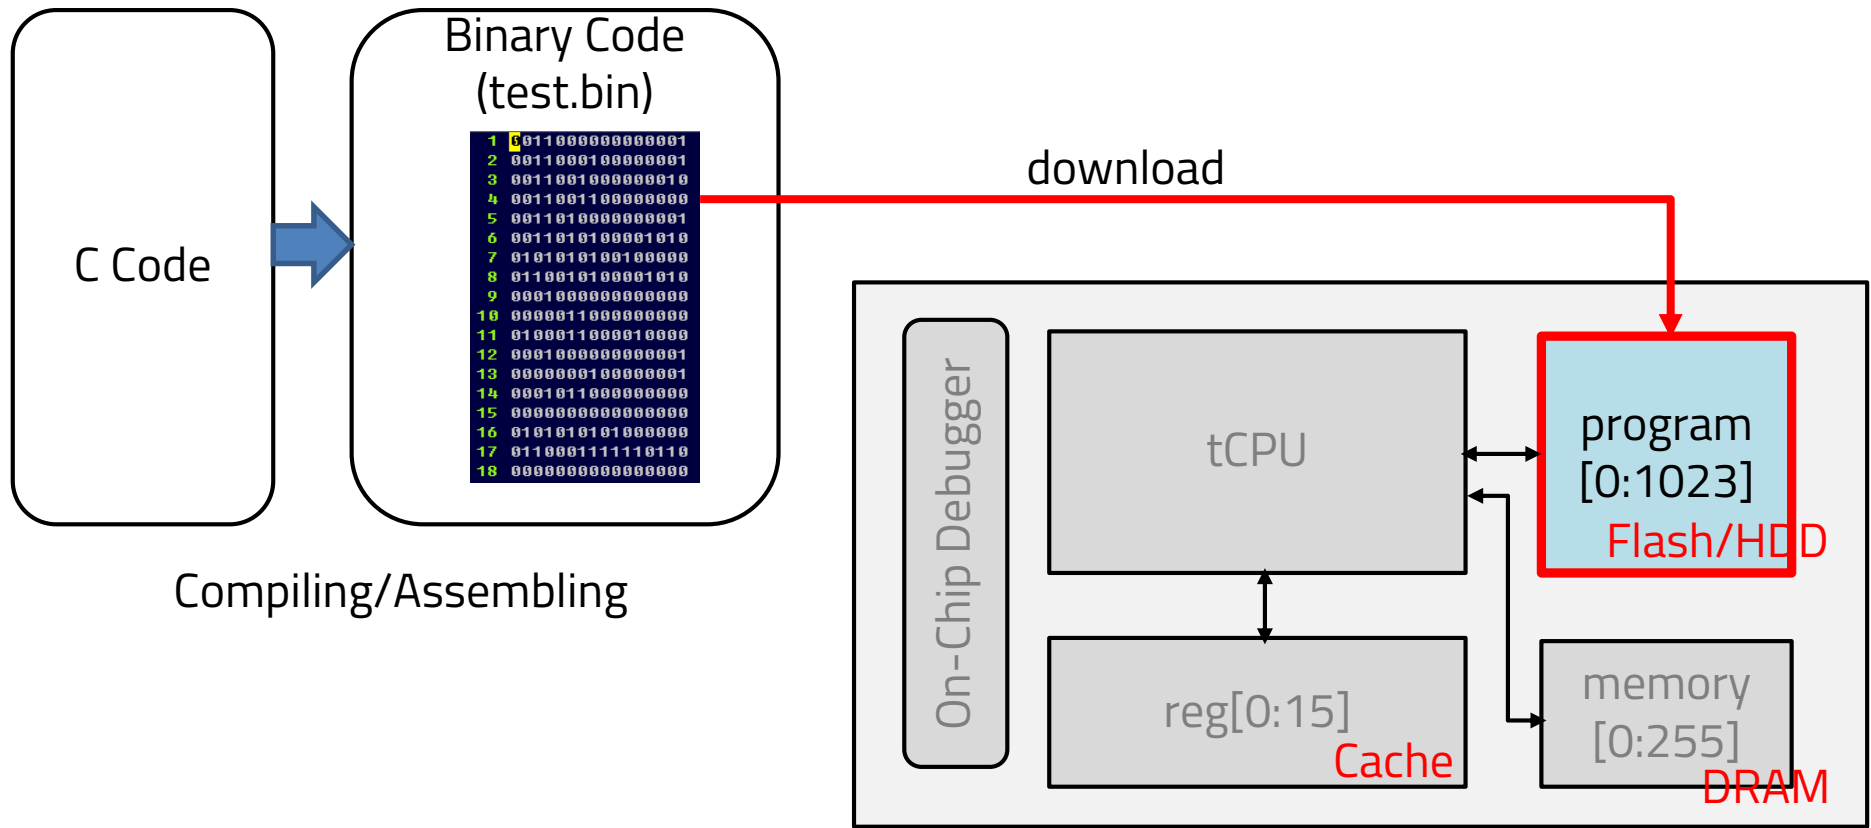 Binary Code
(test.bin)
1 0011000000000001
2 0011000100000001
3 0011001000000010
4 0011001100000000
5 0011010000000001
6 0011010100001010
7 0101010100100000
8 0110010100001010
9 0001000000000000
10 0000011000000000
11 0100011000010000
12 0001000000000001
13 0000000100000001
14 0001011000000000
15 0000000000000000
16 0101010101000000
17 0110001111110110
18 0000000000000000
C Code
Compiling/Assembling
download
On-Chip Debugger
tCPU
program
[0:1023]
Flash/HDD
reg[0:15]
Cache
memory
[0:255]
DRAM